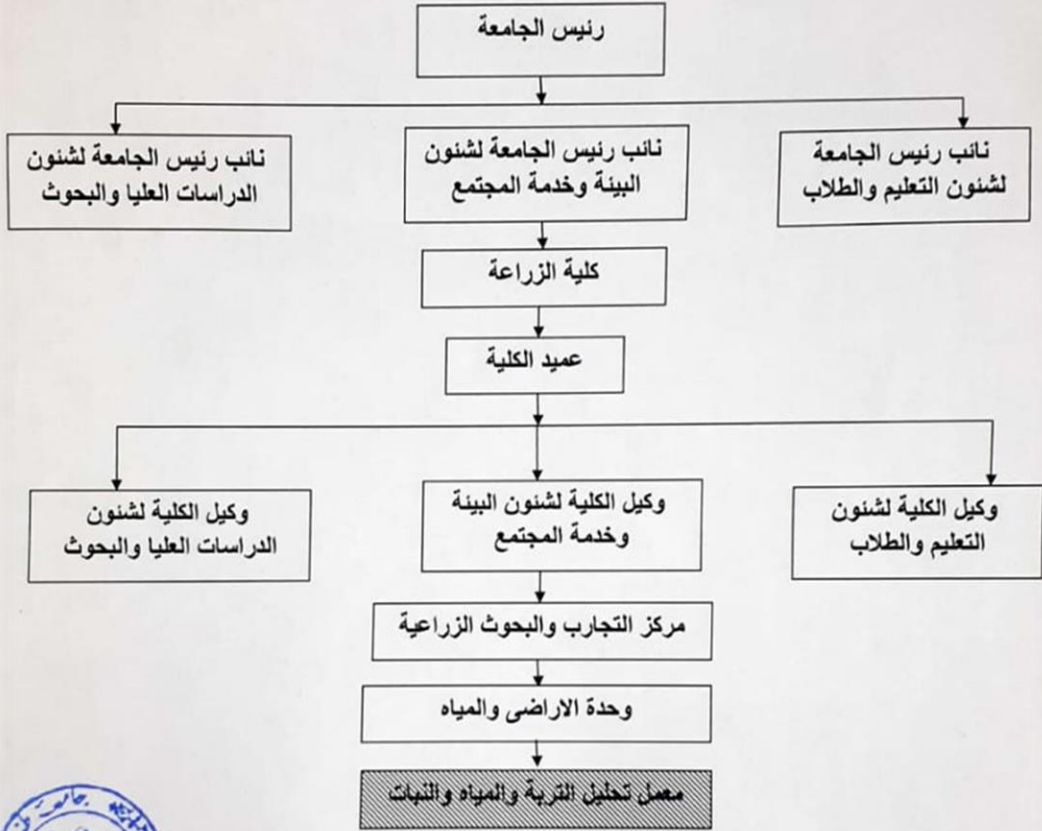 رئيس الجامعة
نائب رئيس الجامعة
لشئون التعليم والطلاب
نائب رئيس الجامعة لشئون
البيئة وخدمة المجتمع
نائب رئيس الجامعة لشئون
الدراسات العليا والبحوث
كلية الزراعة
عميد الكلية
وكيل الكلية لشئون
التعليم والطلاب
وكيل الكلية لشئون البيئة
وخدمة المجتمع
وكيل الكلية لشئون
الدراسات العليا والبحوث
مركز التجارب والبحوث الزراعية
وحدة الاراضى والمياه
معمل تحليل التربة والمياه والنبات
جامعة